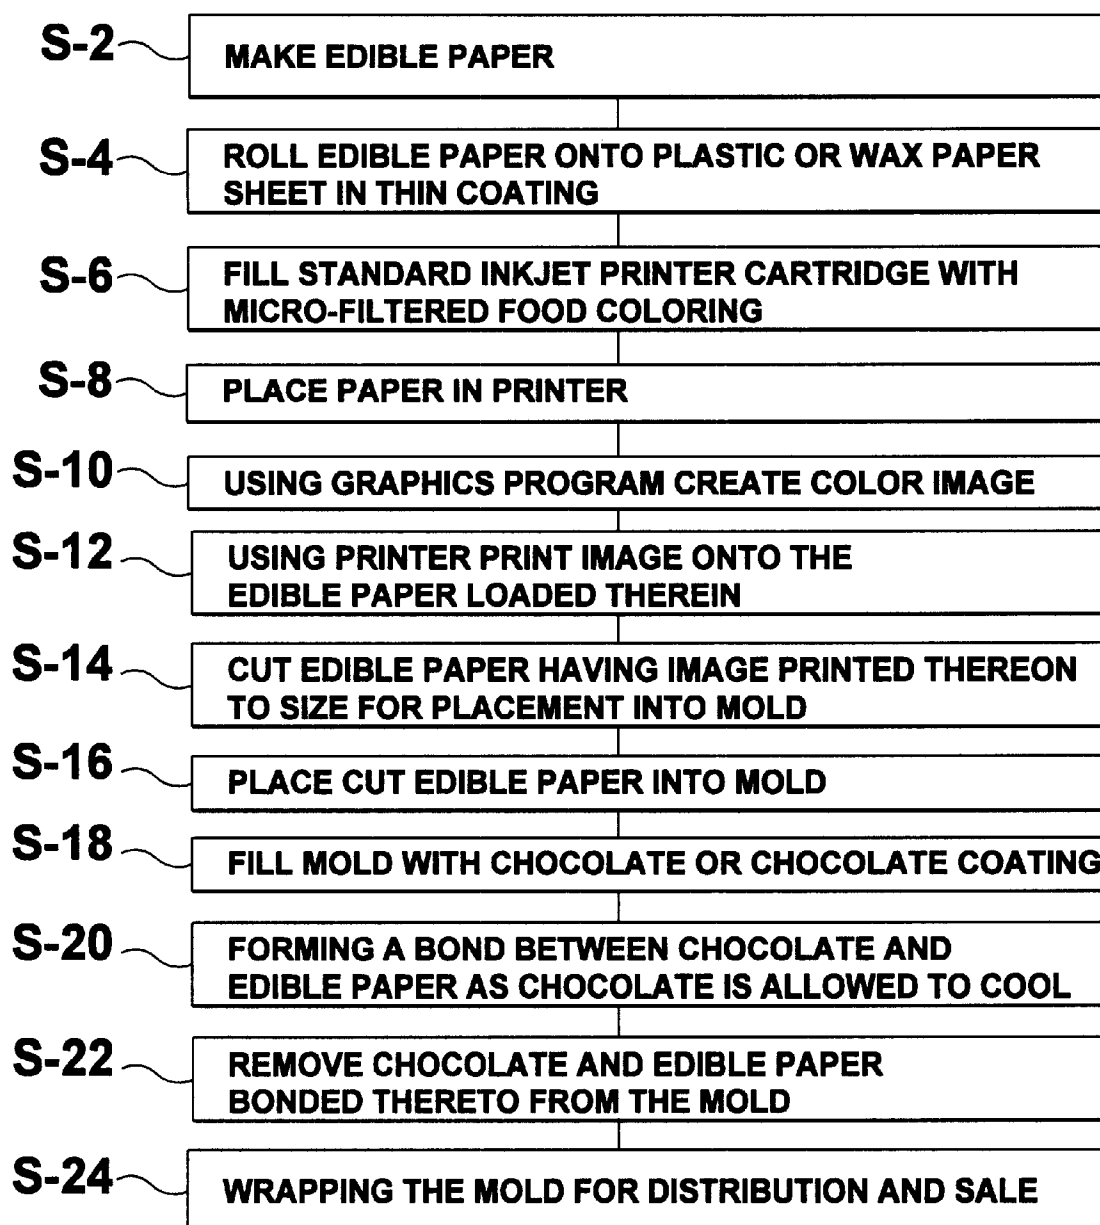 S-2 MAKE EDIBLE PAPER
S-4 ROLL EDIBLE PAPER ONTO PLASTIC OR WAX PAPER
SHEET IN THIN COATING
S-6 FILL STANDARD INKJET PRINTER CARTRIDGE WITH
MICRO-FILTERED FOOD COLORING
S-8 PLACE PAPER IN PRINTER
S-10 USING GRAPHICS PROGRAM CREATE COLOR IMAGE
S-12 USING PRINTER PRINT IMAGE ONTO THE
EDIBLE PAPER LOADED THEREIN
S-14 CUT EDIBLE PAPER HAVING IMAGE PRINTED THEREON
TO SIZE FOR PLACEMENT INTO MOLD
S-16 PLACE CUT EDIBLE PAPER INTO MOLD
S-18 FILL MOLD WITH CHOCOLATE OR CHOCOLATE COATING
S-20 FORMING A BOND BETWEEN CHOCOLATE AND
EDIBLE PAPER AS CHOCOLATE IS ALLOWED TO COOL
S-22 REMOVE CHOCOLATE AND EDIBLE PAPER
BONDED THERETO FROM THE MOLD
S-24 WRAPPING THE MOLD FOR DISTRIBUTION AND SALE